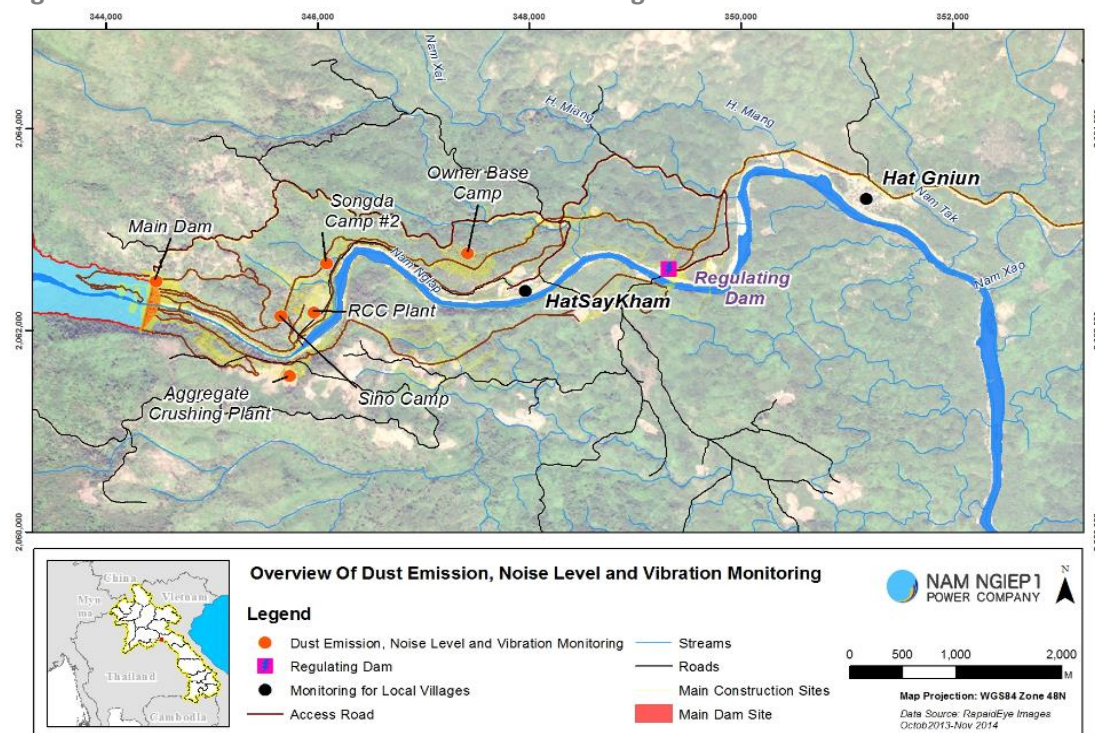 344,000 346,000 348,000 350,000 352,000
2,064,000
2,062,000
2,060,000
Nam Xai
H. Miang
H. Miang
Hat Gniun
Nam Tak
Owner Base
Camp
Songda
Camp #2
Main Dam
Nam Ngiap
HatSayKham
Regulating
Dam
Nam Xao
RCC Plant
Sino Camp
Aggregate
Crushing Plant
China
Myn
ma
Vietnam
Thailand
Cambodia
Overview Of Dust Emission, Noise Level and Vibration Monitoring
NAM NGIEP1
POWER COMPANY
N
Legend
Dust Emission, Noise Level and Vibration Monitoring
Regulating Dam
Monitoring for Local Villages
Access Road
Streams
Roads
Main Construction Sites
Main Dam Site
0 500 1,000 2,000
M
Map Projection: WGS84 Zone 48N
Data Source: RapaidEye Images
Octob2013-Nov 2014